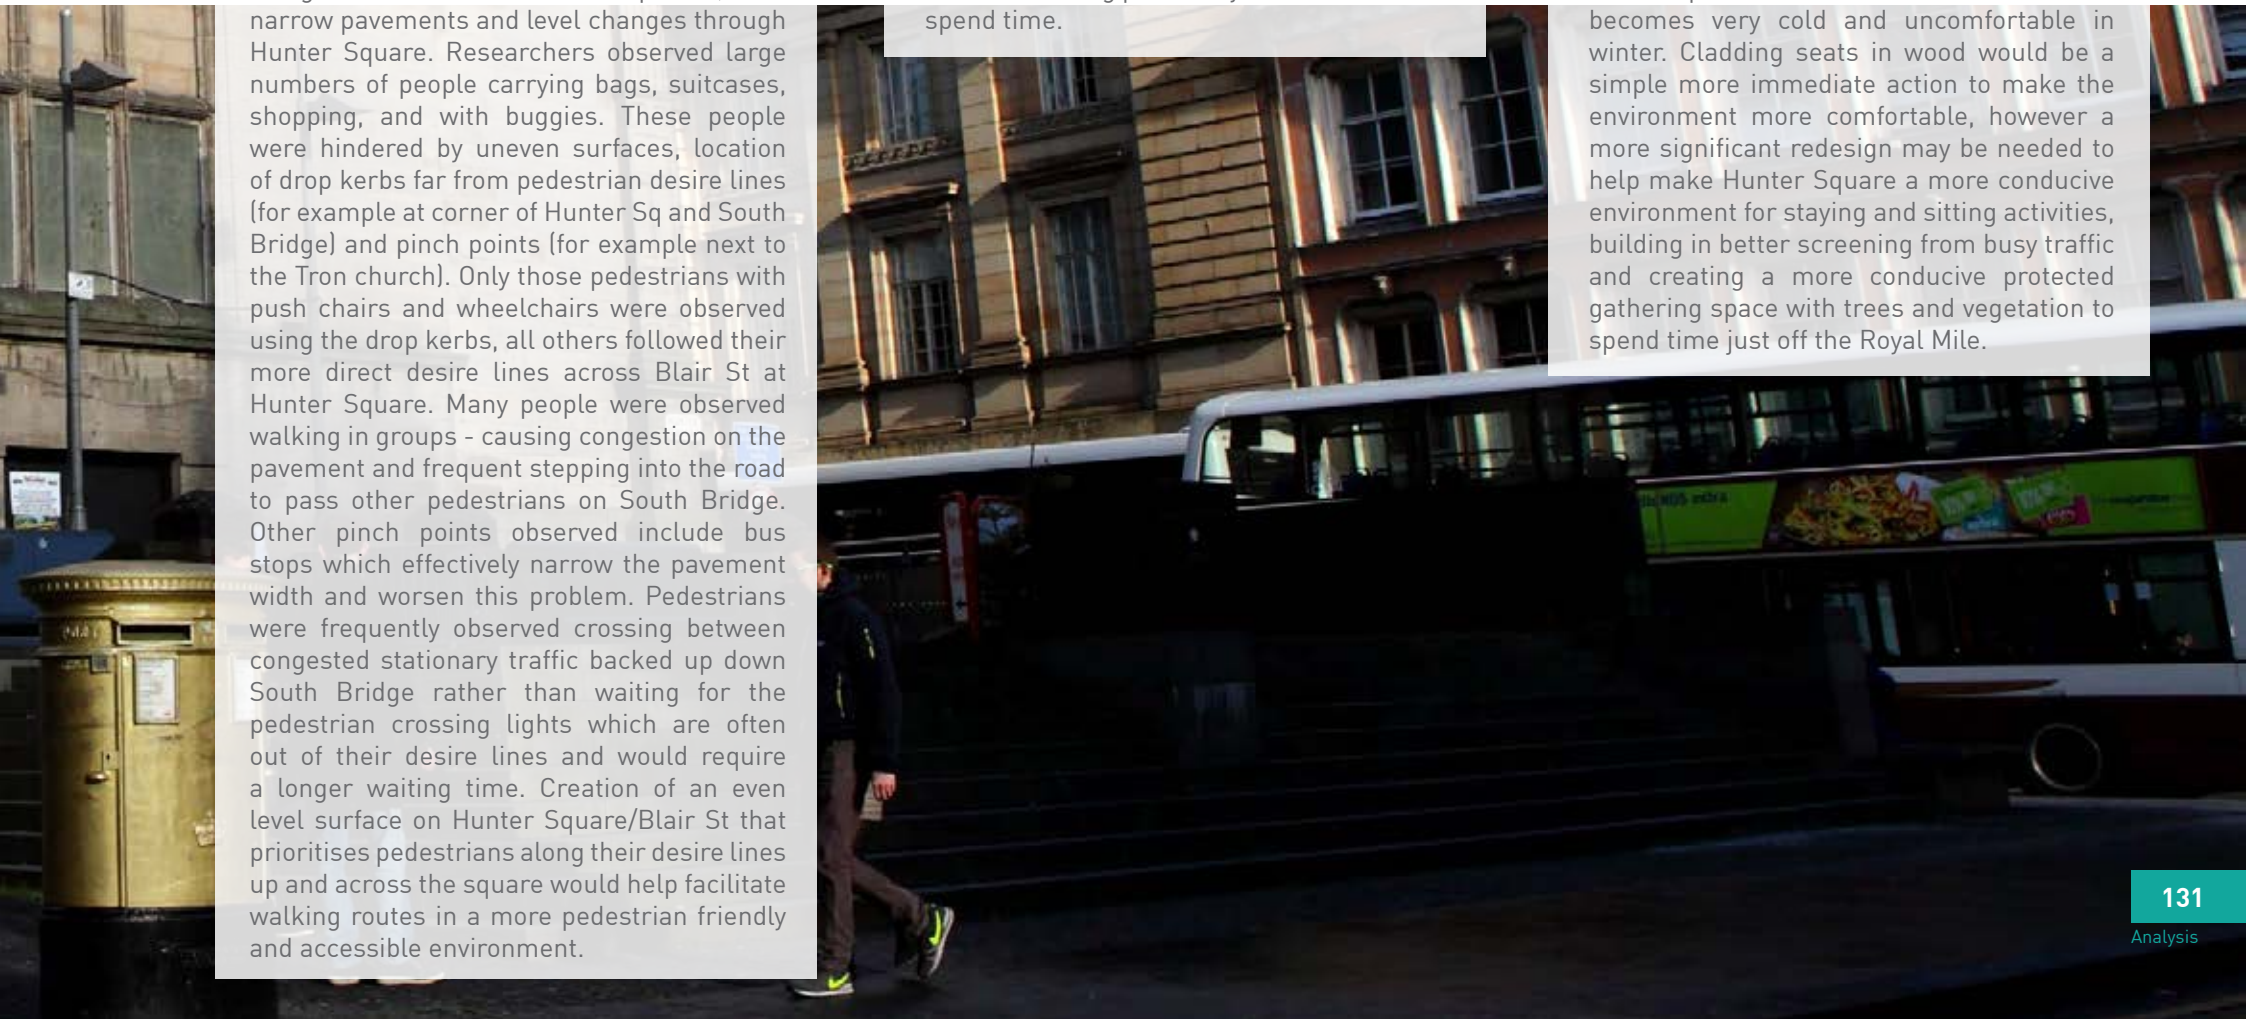 narrow pavements and level changes through
Hunter Square. Researchers observed large
numbers of people carrying bags, suitcases,
shopping, and with buggies. These people
were hindered by uneven surfaces, location
of drop kerbs far from pedestrian desire lines
(for example at corner of Hunter Sq and South
Bridge) and pinch points (for example next to
the Tron church). Only those pedestrians with
push chairs and wheelchairs were observed
using the drop kerbs, all others followed their
more direct desire lines across Blair St at
Hunter Square. Many people were observed
walking in groups - causing congestion on the
pavement and frequent stepping into the road
to pass other pedestrians on South Bridge.
Other pinch points observed include bus
stops which effectively narrow the pavement
width and worsen this problem. Pedestrians
were frequently observed crossing between
congested stationary traffic backed up down
South Bridge rather than waiting for the
pedestrian crossing lights which are often
out of their desire lines and would require
a longer waiting time. Creation of an even
level surface on Hunter Square/Blair St that
prioritises pedestrians along their desire lines
up and across the square would help facilitate
walking routes in a more pedestrian friendly
and accessible environment.
spend time.
becomes very cold and uncomfortable in
winter. Cladding seats in wood would be a
simple more immediate action to make the
environment more comfortable, however a
more significant redesign may be needed to
help make Hunter Square a more conducive
environment for staying and sitting activities,
building in better screening from busy traffic
and creating a more conducive protected
gathering space with trees and vegetation to
spend time just off the Royal Mile.
131
Analysis